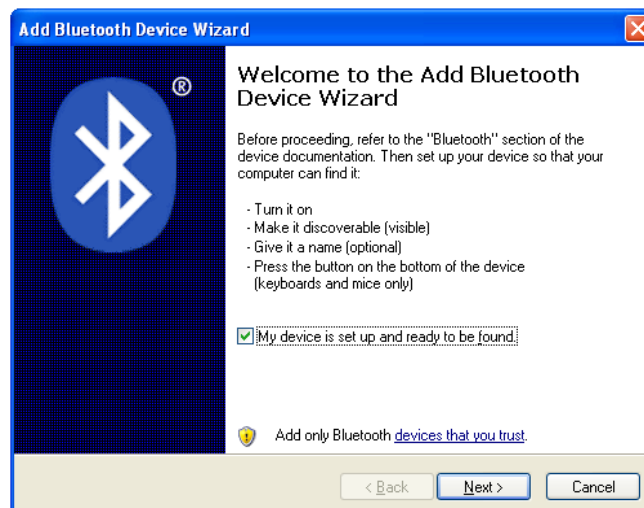 Add Bluetooth Device Wizard
®
Welcome to the Add Bluetooth
Device Wizard
Before proceeding, refer to the "Bluetooth" section of the
device documentation. Then set up your device so that your
computer can find it:
- Turn it on
- Make it discoverable (visible)
- Give it a name (optional)
- Press the button on the bottom of the device
(keyboards and mice only)
My device is set up and ready to be found.
Add only Bluetooth devices that you trust.
< Back
Next >
Cancel